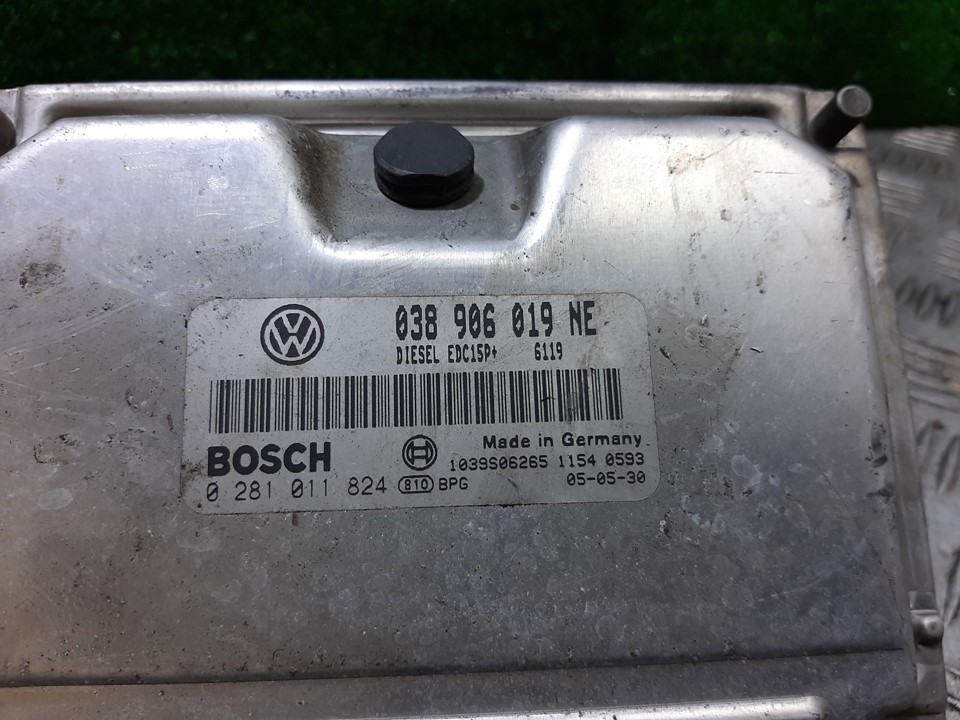 038 906 019 NE
DIESEL EDC15P+ 6119
BOSCH
Made in Germany
1039S06265 1154 0593
0 281 011 824 810 BPG 05-05-30